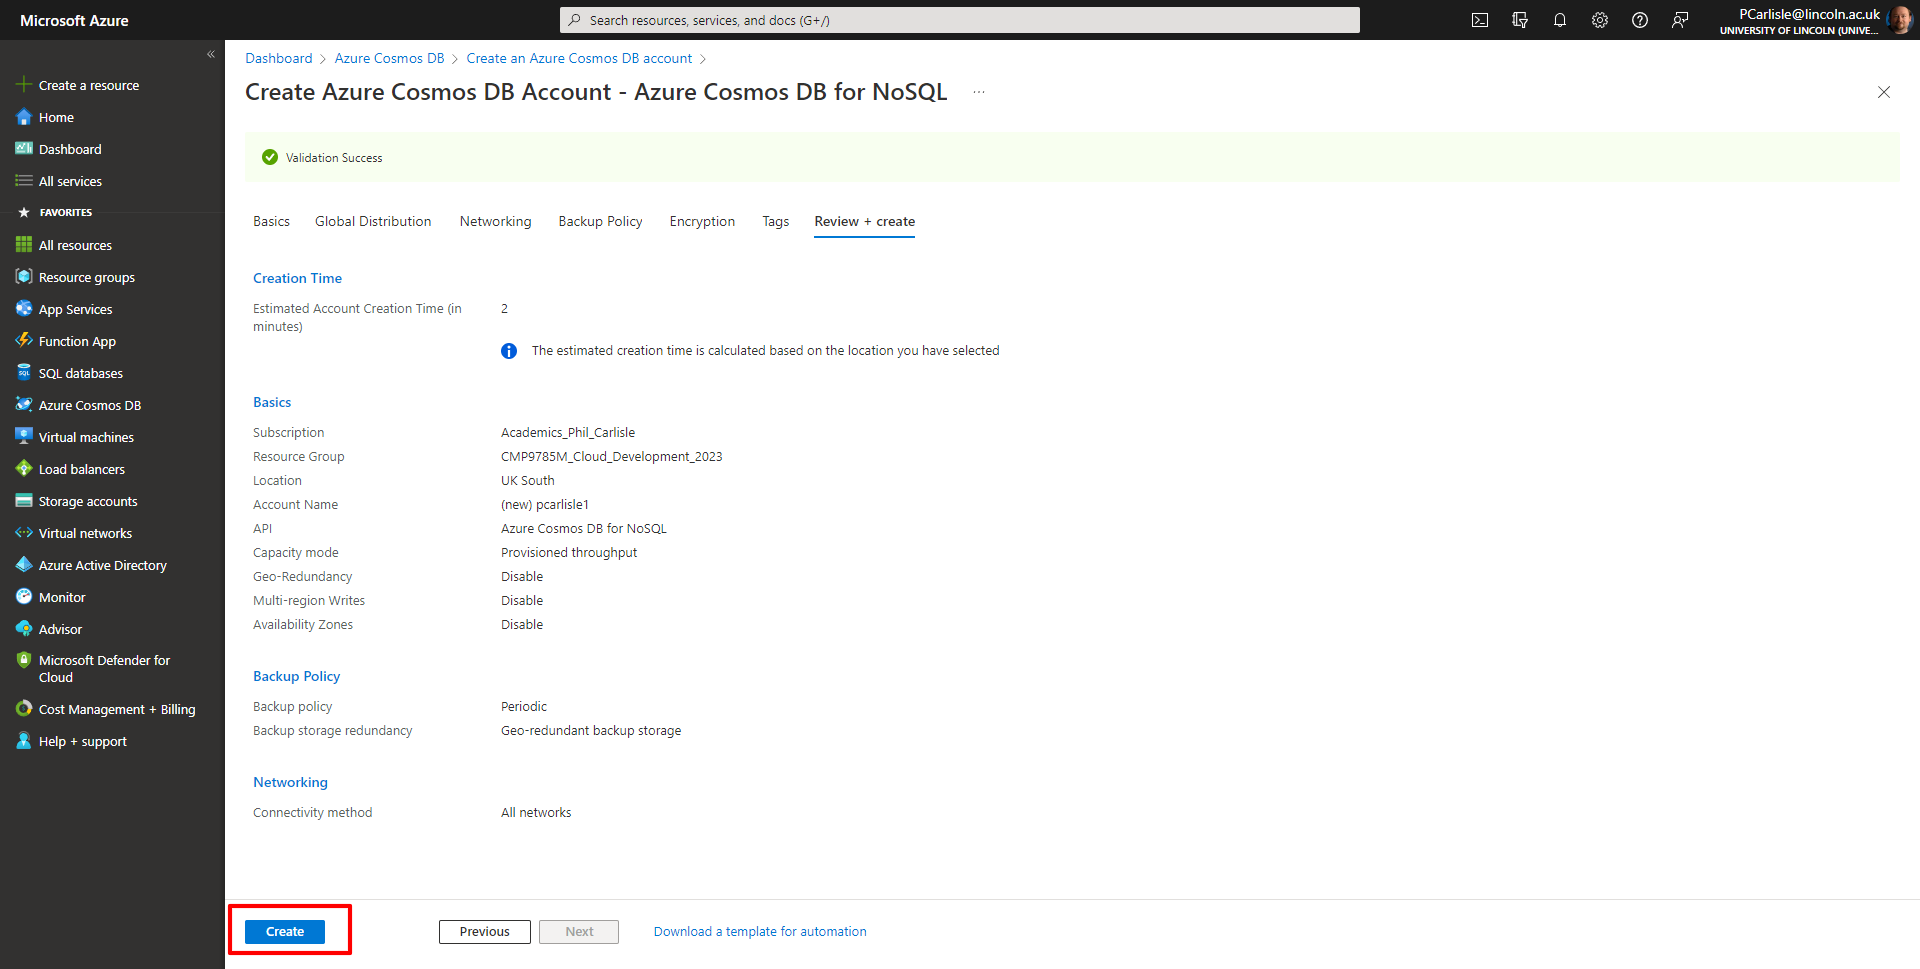 Microsoft Azure
Search resources, services, and docs (G+/)
PCarlisle@lincoln.ac.uk
UNIVERSITY OF LINCOLN (UNIVE...
Create a resource
Home
Dashboard
All services
FAVORITES
All resources
Resource groups
App Services
Function App
SQL databases
Azure Cosmos DB
Virtual machines
Load balancers
Storage accounts
Virtual networks
Azure Active Directory
Monitor
Advisor
Microsoft Defender for
Cloud
Cost Management + Billing
Help + support
Dashboard > Azure Cosmos DB > Create an Azure Cosmos DB account >
Create Azure Cosmos DB Account - Azure Cosmos DB for NoSQL ...
Validation Success
Basics Global Distribution Networking Backup Policy Encryption Tags Review + create
Creation Time
Estimated Account Creation Time (in
minutes)
2
The estimated creation time is calculated based on the location you have selected
Basics
Subscription Academics_Phil_Carlisle
Resource Group CMP9785M_Cloud_Development_2023
Location UK South
Account Name (new) pcarlisle1
API Azure Cosmos DB for NoSQL
Capacity mode Provisioned throughput
Geo-Redundancy Disable
Multi-region Writes Disable
Availability Zones Disable
Backup Policy
Backup policy Periodic
Backup storage redundancy Geo-redundant backup storage
Networking
Connectivity method All networks
Create Previous Next Download a template for automation